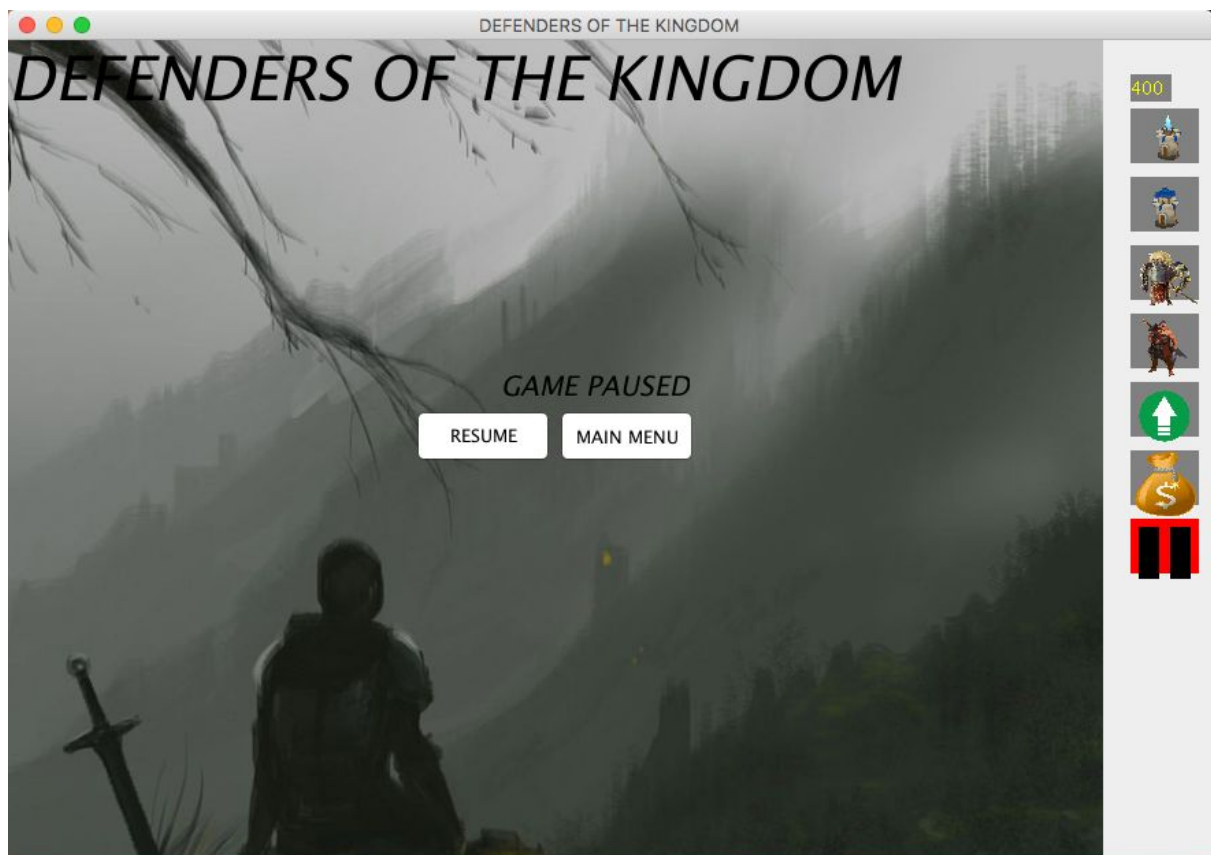 DEFENDERS OF THE KINGDOM
DEFENDERS OF THE KINGDOM
400
GAME PAUSED
RESUME
MAIN MENU
$